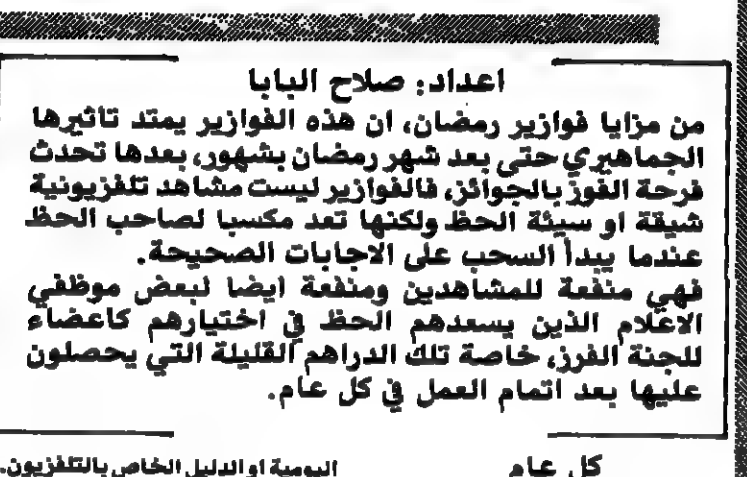 اعداد: صلاح البابا
من مزايا فوازير رمضان، ان هذه الفوازير يمتد تاثيرها
الجماهيري حتى بعد شهر رمضان بشهور، بعدها تحدث
فرحة الفوز بالجوائز، فالفوازير ليست مشاهد تلفزيونية
شيقة او سيئة الحظ ولكنها تعد مكسبا لصاحب الحظ
عندما يبدأ السحب على الاجابات الصحيحة.
فهي منفعة للمشاهدين ومنفعة ايضا لبعض موظفي
الاعلام الذين يسعدهم الحظ في اختيارهم كاعضاء
للجنة الفرز، خاصة تلك الدراهم القليلة التي يحصلون
عليها بعد اتمام العمل في كل عام.
كل عام
اليومية او الدليل الخاص بالتلفزيون.